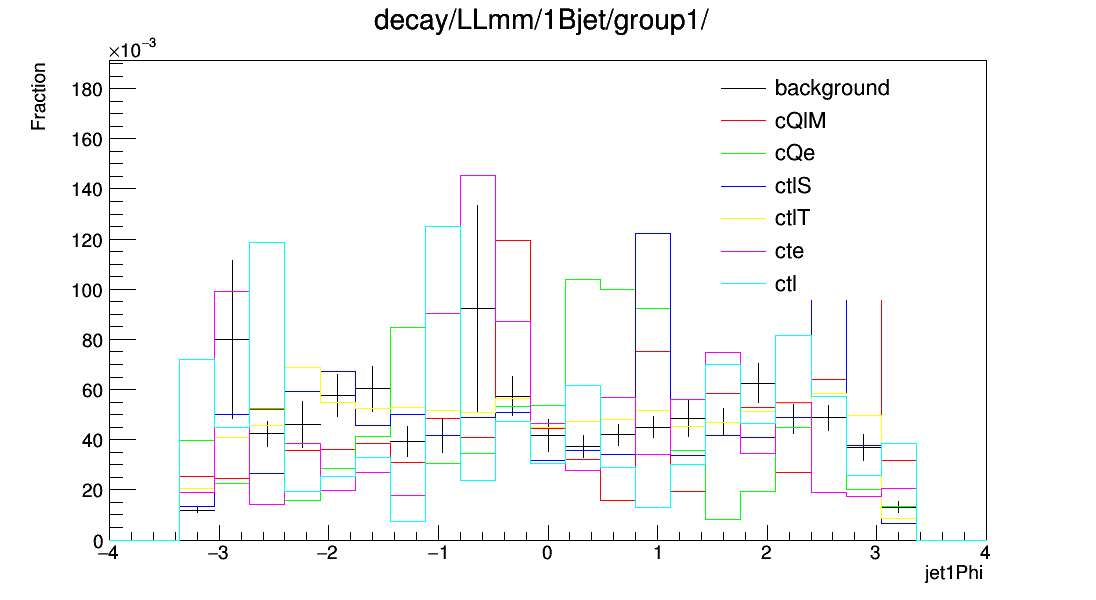 decay/LLmm/1Bjet/group1/
×10⁻³
Fraction
180
160
140
120
100
80
60
40
20
0
background
cQlM
cQe
ctlS
ctlT
cte
ctl
−4 −3 −2 −1 0 1 2 3 4
jet1Phi